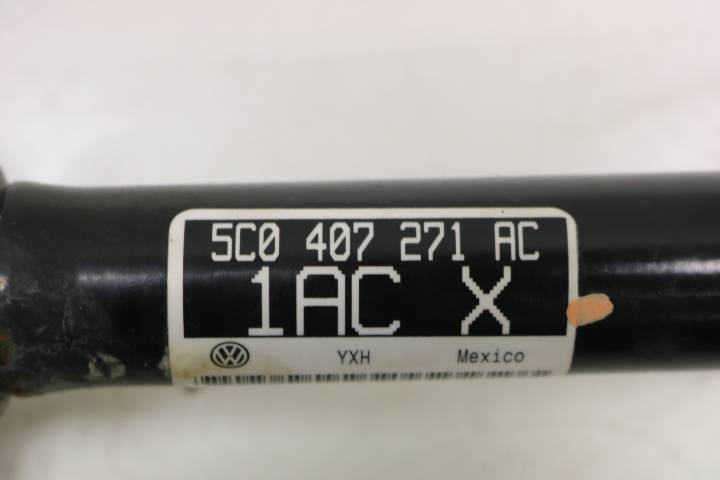 5C0 407 271 AC
1AC X
YXH Mexico